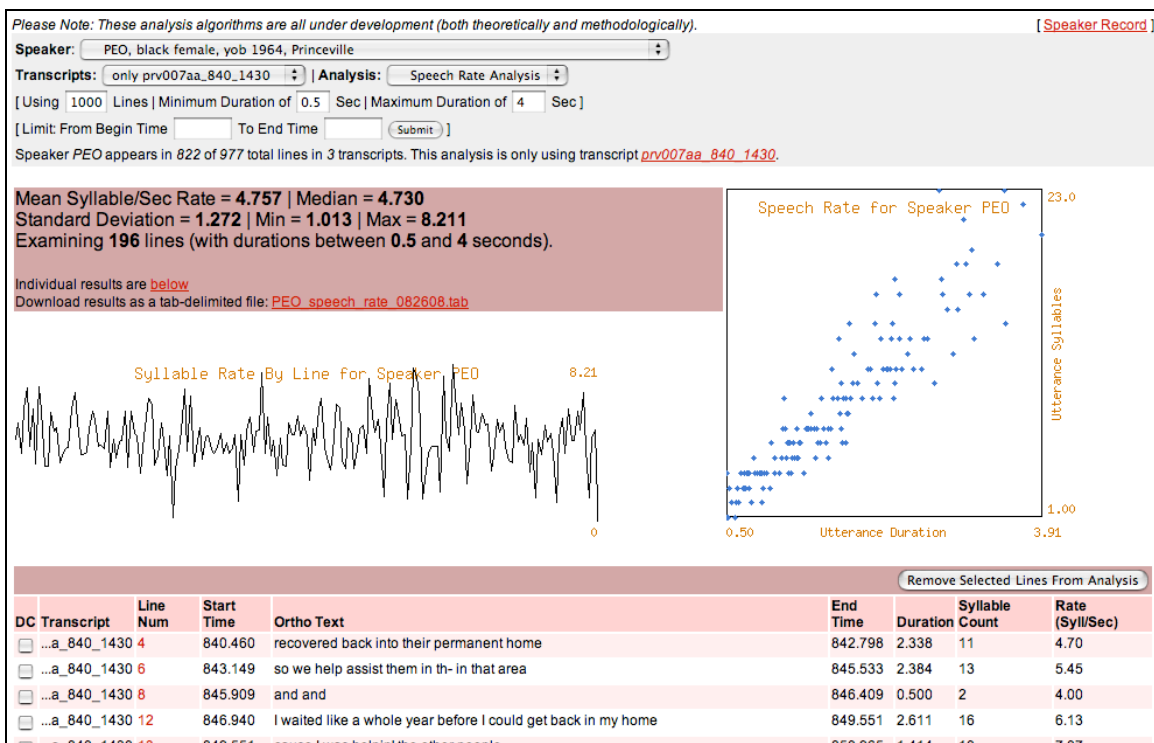 Please Note: These analysis algorithms are all under development (both theoretically and methodologically). [ Speaker Record ]
Speaker: PEO, black female, yob 1964, Princeville
Transcripts: only prv007aa_840_1430 | Analysis: Speech Rate Analysis
[ Using 1000 Lines | Minimum Duration of 0.5 Sec | Maximum Duration of 4 Sec ]
[ Limit: From Begin Time To End Time Submit ]
Speaker PEO appears in 822 of 977 total lines in 3 transcripts. This analysis is only using transcript prv007aa_840_1430.
Mean Syllable/Sec Rate = 4.757 | Median = 4.730
Standard Deviation = 1.272 | Min = 1.013 | Max = 8.211
Examining 196 lines (with durations between 0.5 and 4 seconds).
Individual results are below
Download results as a tab-delimited file: PEO_speech_rate_082608.tab
Speech Rate for Speaker PEO
23.0
Utterance Syllables
1.00
0.50 Utterance Duration 3.91
Syllable Rate By Line for Speaker PEO 8.21
0
Remove Selected Lines From Analysis
DC Transcript Line Num Start Time Ortho Text End Time Duration Syllable Count Rate (Syll/Sec)
...a_840_1430 4 840.460 recovered back into their permanent home 842.798 2.338 11 4.70
...a_840_1430 6 843.149 so we help assist them in th- in that area 845.533 2.384 13 5.45
...a_840_1430 8 845.909 and and 846.409 0.500 2 4.00
...a_840_1430 12 846.940 I waited like a whole year before I could get back in my home 849.551 2.611 16 6.13